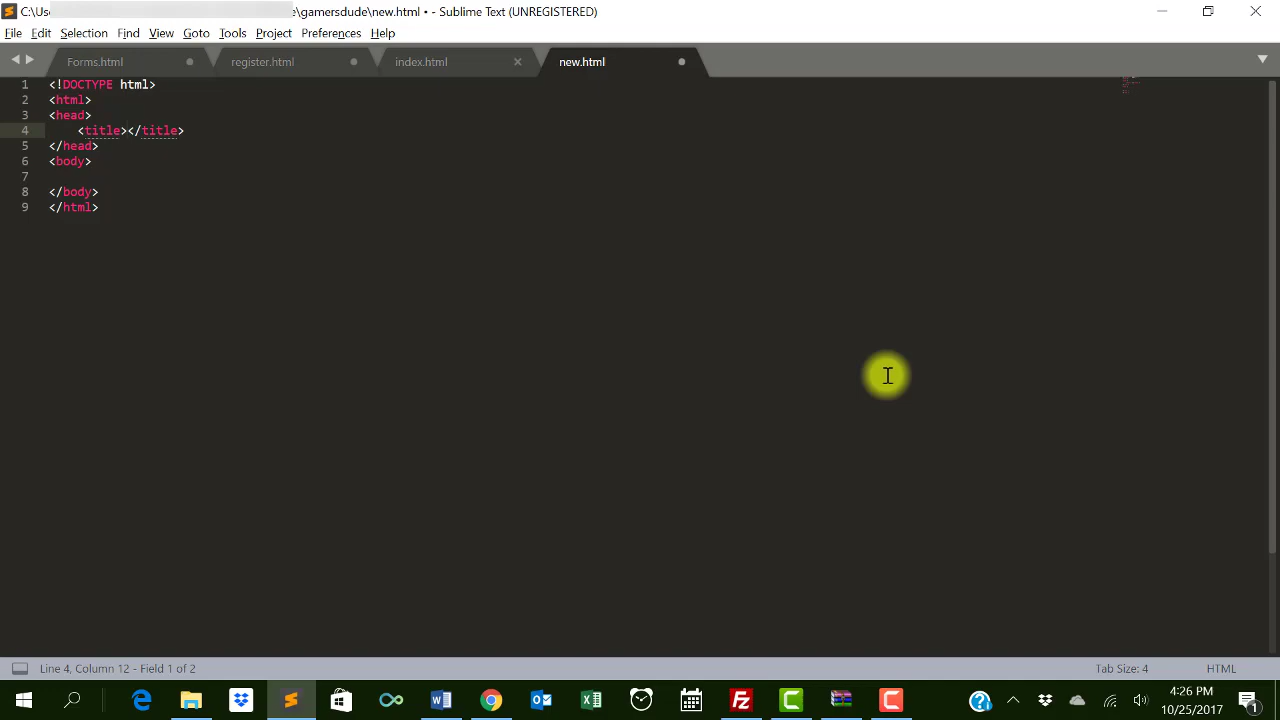 C:\Use e\gamersdude\new.html • - Sublime Text (UNREGISTERED)
File Edit Selection Find View Goto Tools Project Preferences Help
Forms.html register.html index.html new.html
1 <!DOCTYPE html>
2 <html>
3 <head>
4 <title></title>
5 </head>
6 <body>
7
8 </body>
9 </html>
Line 4, Column 12 - Field 1 of 2 Tab Size: 4 HTML
4:26 PM
10/25/2017
1